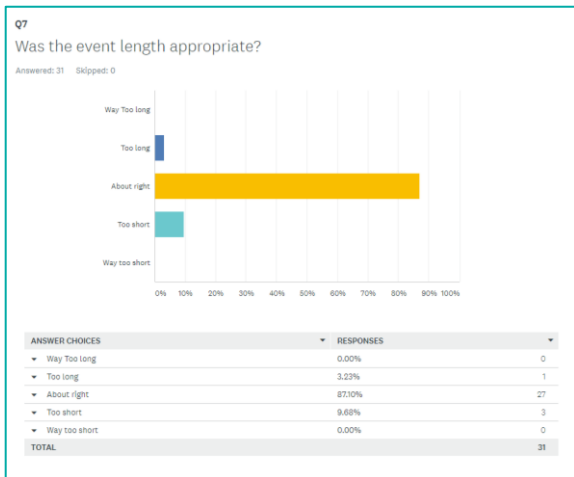 Q7
Was the event length appropriate?
Answered: 31 Skipped: 0
Way Too long
Too long
About right
Too short
Way too short
0% 10% 20% 30% 40% 50% 60% 70% 80% 90% 100%
ANSWER CHOICES RESPONSES
Way Too long 0.00% 0
Too long 3.23% 1
About right 87.10% 27
Too short 9.68% 3
Way too short 0.00% 0
TOTAL 31